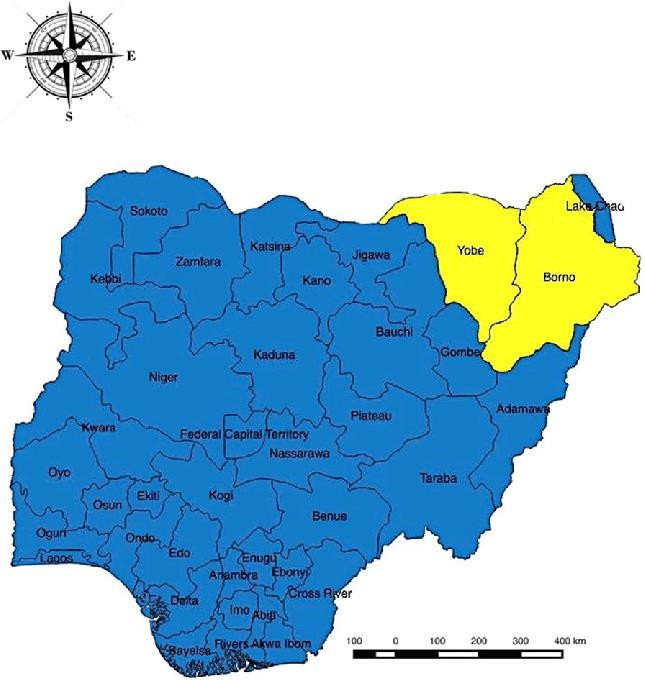 W E
S
Lake Chad
Sokoto
Yobe
Katsina
Jigawa
Zamfara
Kebbi
Kano
Borno
Bauchi
Gombe
Kaduna
Niger
Adamawa
Plateau
Kwara
Federal Capital Territory
Nassarawa
Oyo
Taraba
Ekiti
Kogi
Osun
Benue
Ogun
Ondo
Edo
Lagos
Enugu
Anambra
Ebonyi
Cross River
Delta
Imo
Abia
Rivers
Akwa Ibom
Bayelsa
100 0 100 200 300 400 km